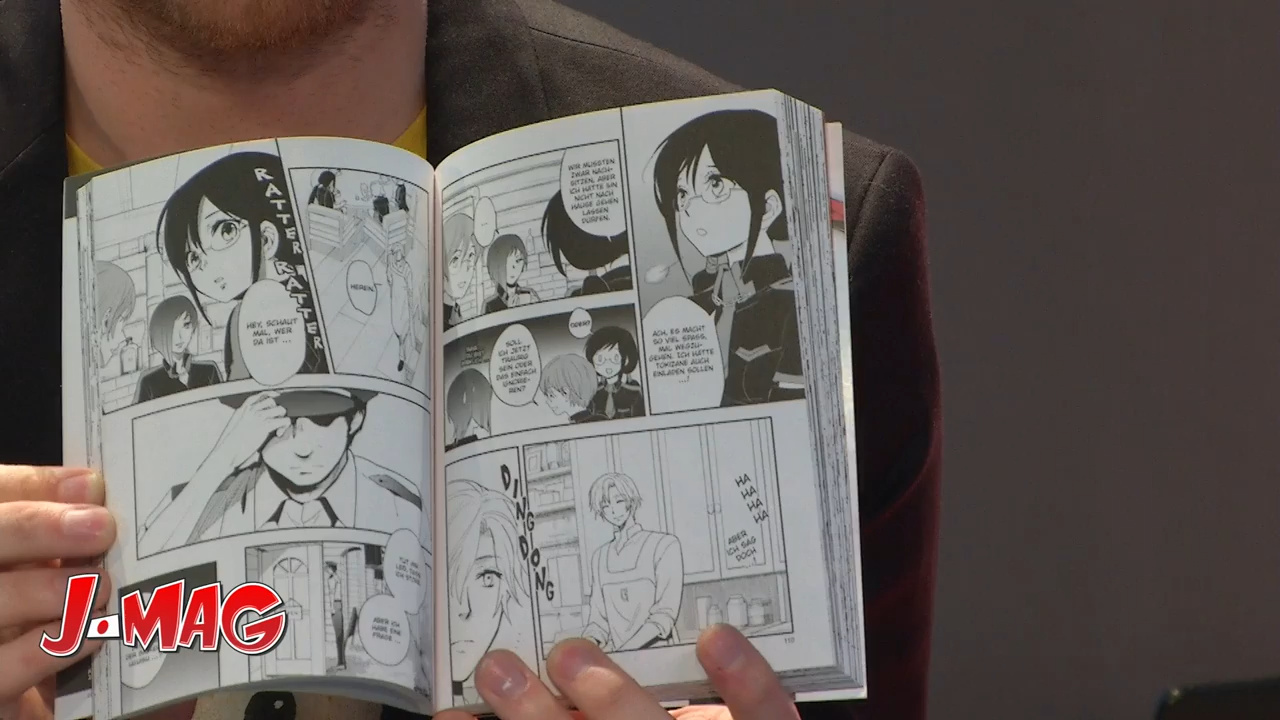 RATTER RATTER
HEREN.
HEY, SCHAUT
MAL, WER
DA IST ...
ABER ICH
HABE EINE
FRAGE ...
WIR MUSSTEN
ZWAR NACH-
SITZEN, ABER
ICH HÄTTE SIE
NICHT NACH
HAUSE GEHEN
LASSEN
DÜRFEN.
ACH, ES MACHT
SO VIEL SPASS,
MAL WEGZU-
GEHEN. ICH HÄTTE
TOKIZANE AUCH
EINLADEN SOLLEN
...!
ODER?
SOLL
ICH JETZT
TRAURIG
SEIN ODER
DAS EINFACH
IGNORIE-
REN?
DING DONG
HA
HA
HA
HA
ABER
ICH SAG
DOCH
J-MAG